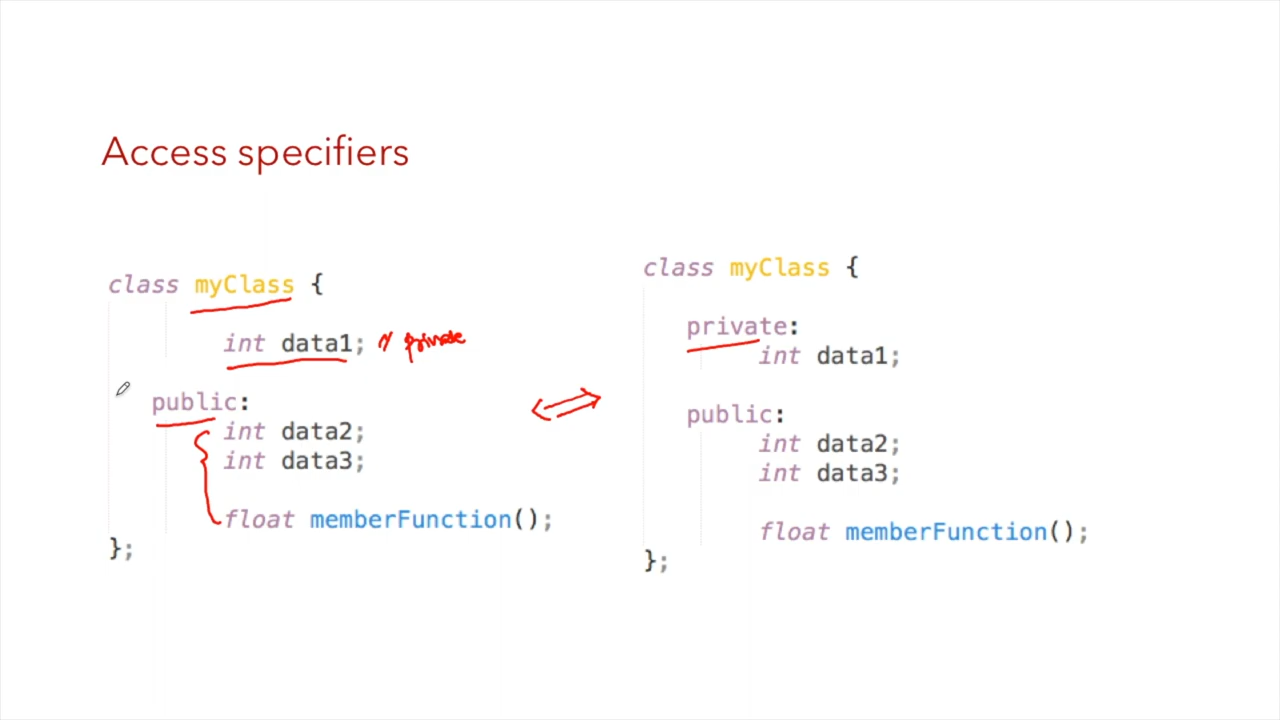 Access specifiers
class myClass {
int data1; // private
public:
int data2;
int data3;
float memberFunction();
};
class myClass {
private:
int data1;
public:
int data2;
int data3;
float memberFunction();
};